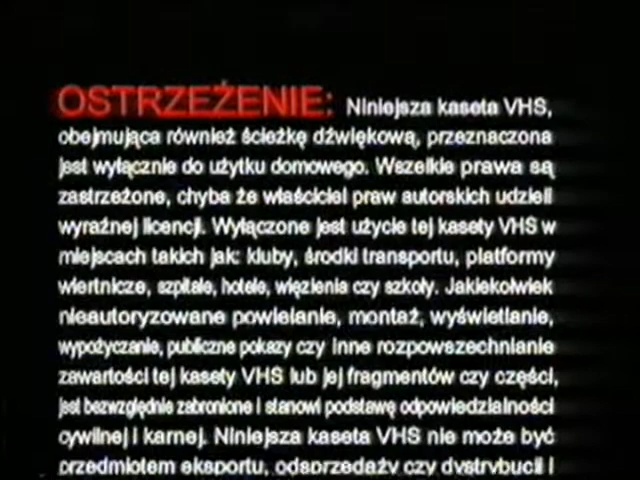 OSTRZEŻENIE: Niniejsza kaseta VHS,
obejmująca również ścieżkę dźwiękową, przeznaczona
jest wyłącznie do użytku domowego. Wszelkie prawa są
zastrzeżone, chyba że właściciel praw autorskich udzieli
wyraźnej licencji. Wyłączone jest użycie tej kasety VHS w
miejscach takich jak: kluby, środki transportu, platformy
wiertnicze, szpitale, hotele, więzienia czy szkoły. Jakiekolwiek
nieautoryzowane powielanie, montaż, wyświetlanie,
wypożyczanie, publiczne pokazy czy inne rozpowszechnianie
zawartości tej kasety VHS lub jej fragmentów czy części,
jest bezwzględnie zabronione i stanowi podstawę odpowiedzialności
cywilnej i karnej. Niniejsza kaseta VHS nie może być
przedmiotem eksportu, odsprzedaży czy dystrybucji i